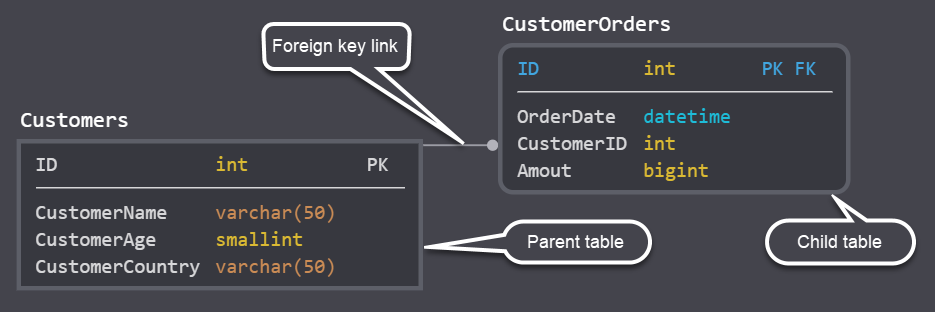 CustomerOrders
Foreign key link
ID int PK FK
OrderDate datetime
CustomerID int
Amout bigint
Customers
ID int PK
CustomerName varchar(50)
CustomerAge smallint
CustomerCountry varchar(50)
Parent table
Child table